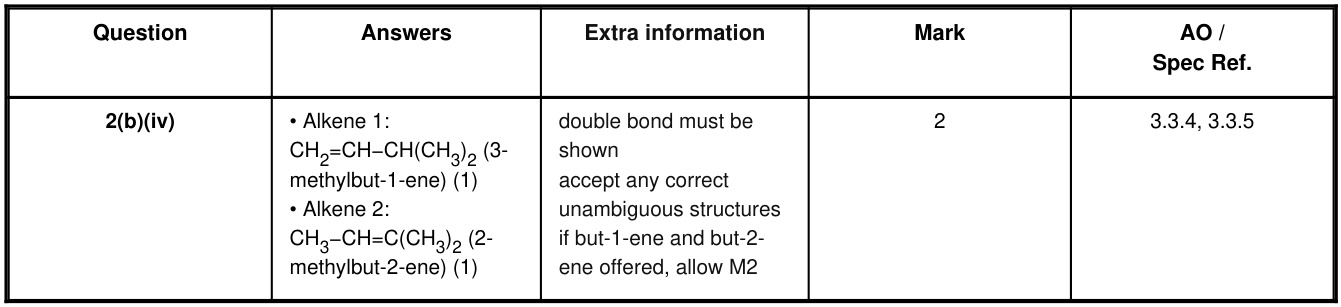 Question Answers Extra information Mark AO /
Spec Ref.
2(b)(iv)
• Alkene 1:
CH₂=CH–CH(CH₃)₂ (3-
methylbut-1-ene) (1)
• Alkene 2:
CH₃–CH=C(CH₃)₂ (2-
methylbut-2-ene) (1)
double bond must be
shown
accept any correct
unambiguous structures
if but-1-ene and but-2-
ene offered, allow M2
2
3.3.4, 3.3.5